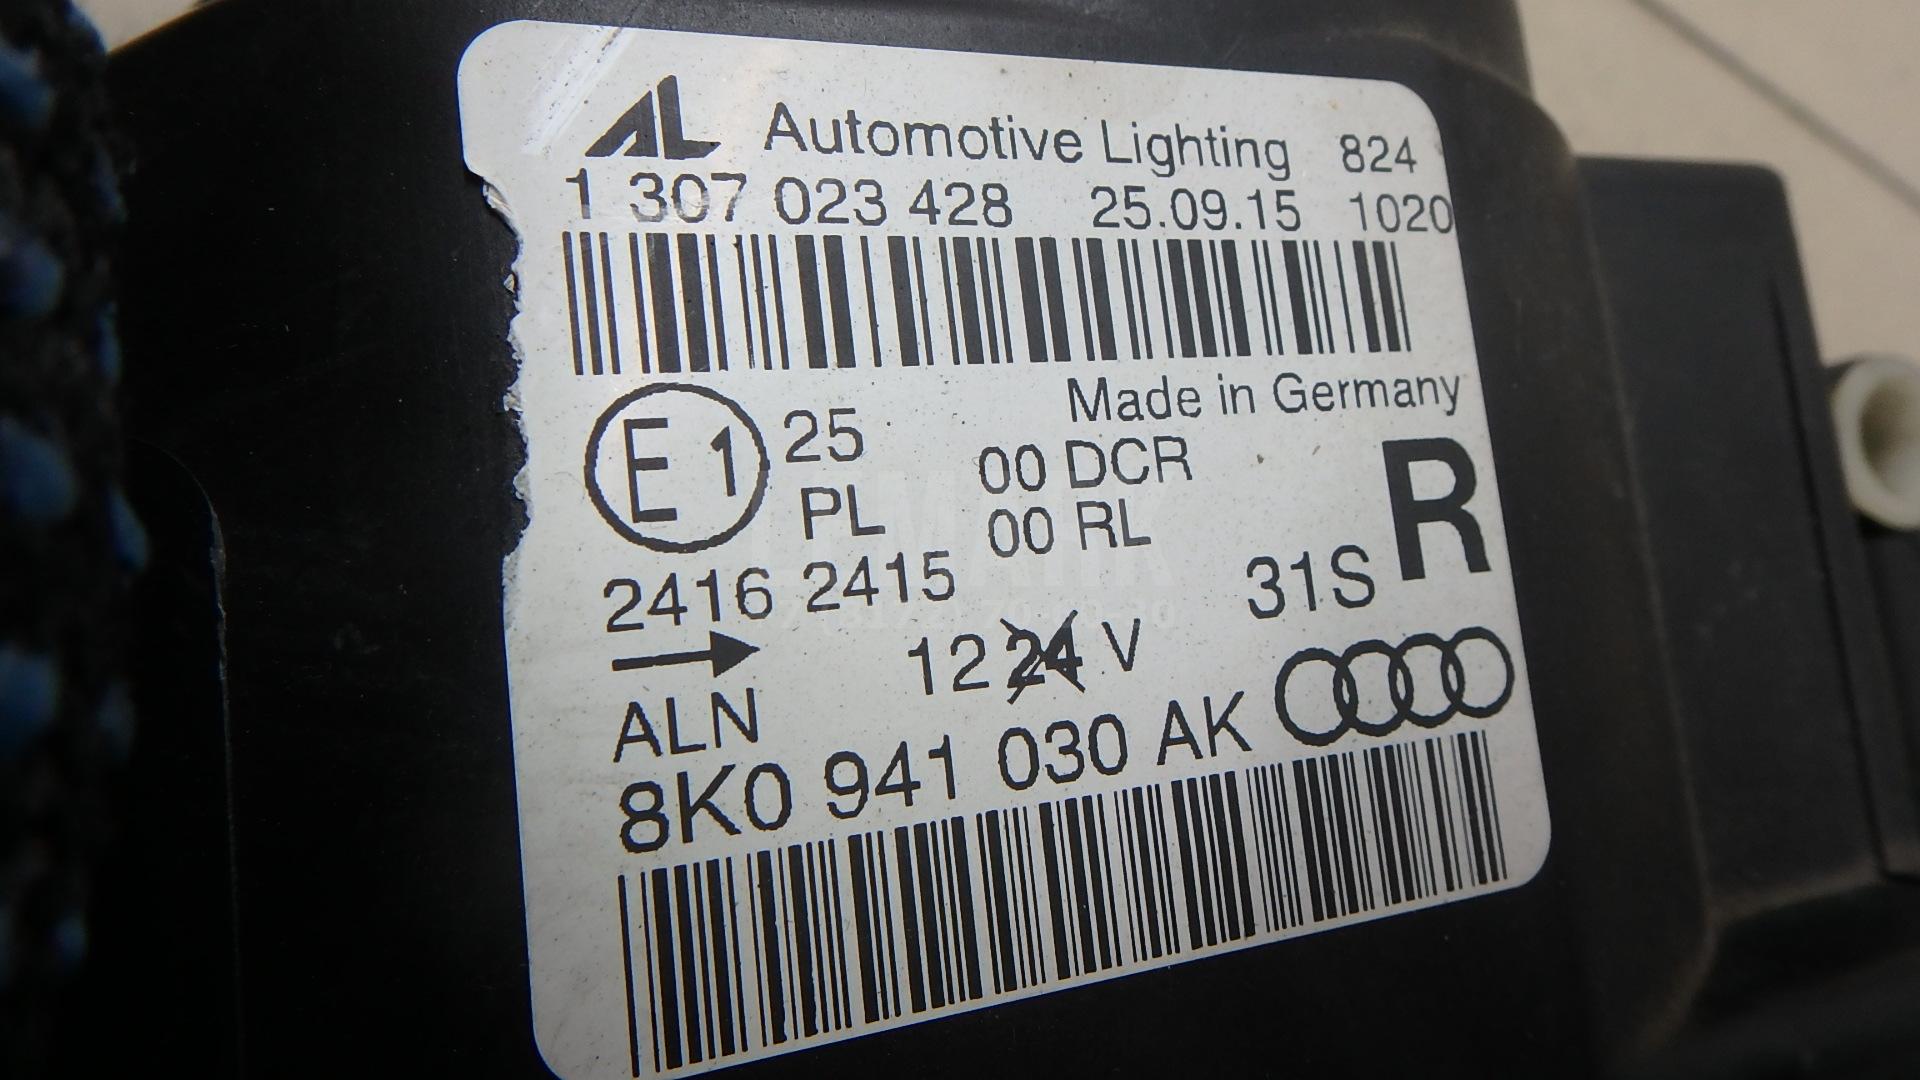 AL Automotive Lighting 824
1 307 023 428 25.09.15 1020
Made in Germany
E1 25 00 DCR
PL 00 RL R
2416 2415 31S
12 24 V
ALN
8K0 941 030 AK